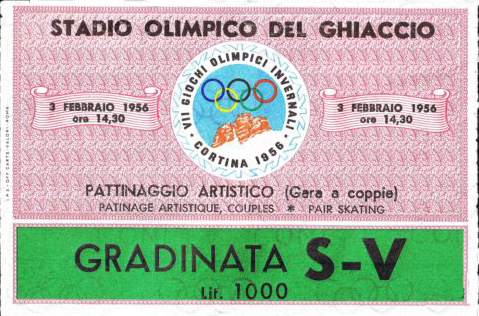 STADIO OLIMPICO DEL GHIACCIO
VII GIOCHI OLIMPICI INVERNALI
CORTINA 1956
3 FEBBRAIO 1956
ore 14,30
3 FEBBRAIO 1956
ore 14,30
PATTINAGGIO ARTISTICO (Gara a coppie)
PATINAGE ARTISTIQUE, COUPLES * PAIR SKATING
GRADINATA S-V
Lit. 1000